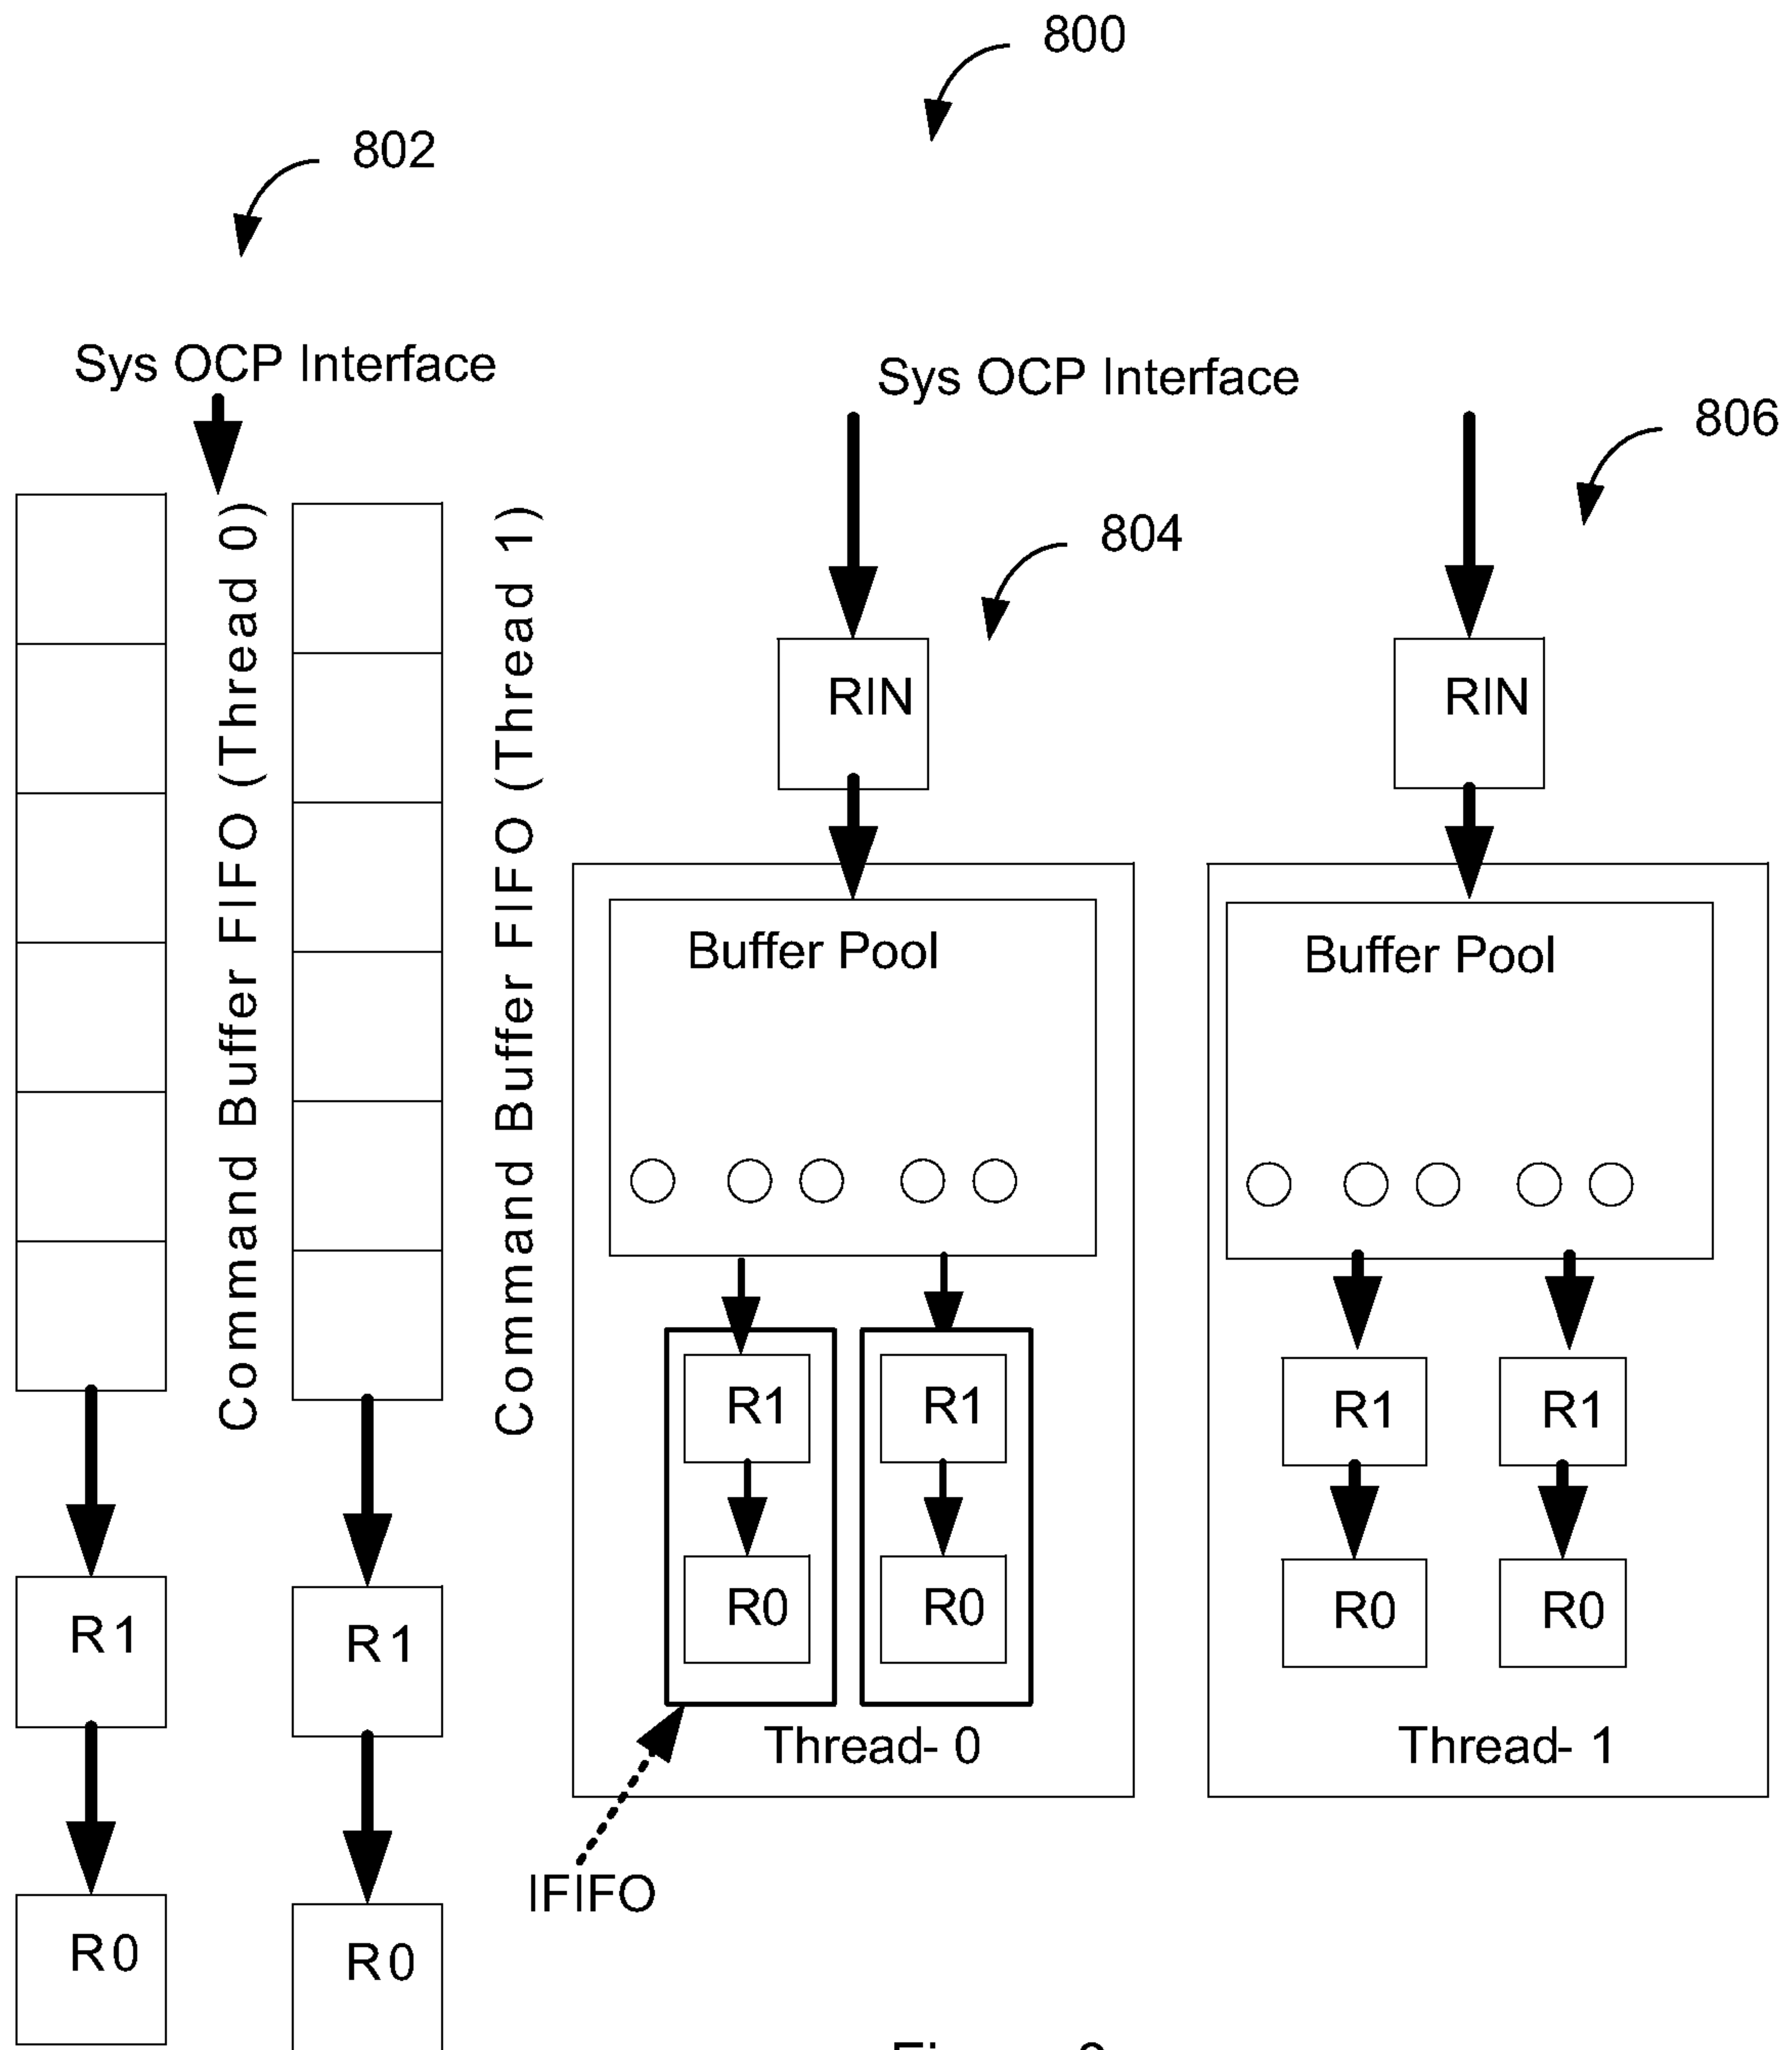 800
802
Sys OCP Interface
Sys OCP Interface
806
804
Command Buffer FIFO (Thread 0)
Command Buffer FIFO (Thread 1)
RIN
RIN
Buffer Pool
Buffer Pool
R1
R1
R1
R1
R0
R0
R0
R0
R1
R1
Thread- 0
Thread- 1
IFIFO
R0
R0